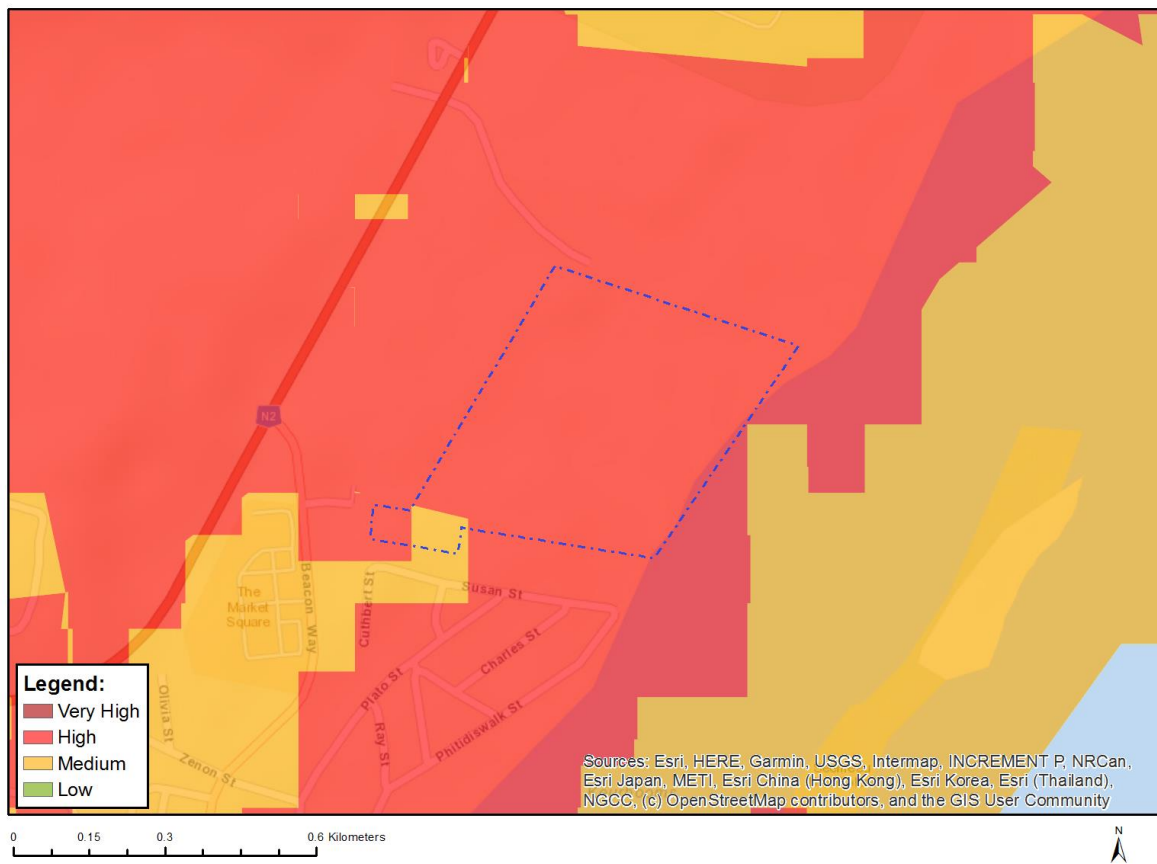 N2
Susan St
The
Market
Square
Beacon Way
Cuthbert St
Charles St
Plato St
Ray St
Phitidiswalk St
Olivia St
Zenon St
Legend:
Very High
High
Medium
Low
Sources: Esri, HERE, Garmin, USGS, Intermap, INCREMENT P, NRCan,
Esri Japan, METI, Esri China (Hong Kong), Esri Korea, Esri (Thailand),
NGCC, (c) OpenStreetMap contributors, and the GIS User Community
0 0.15 0.3 0.6 Kilometers
N